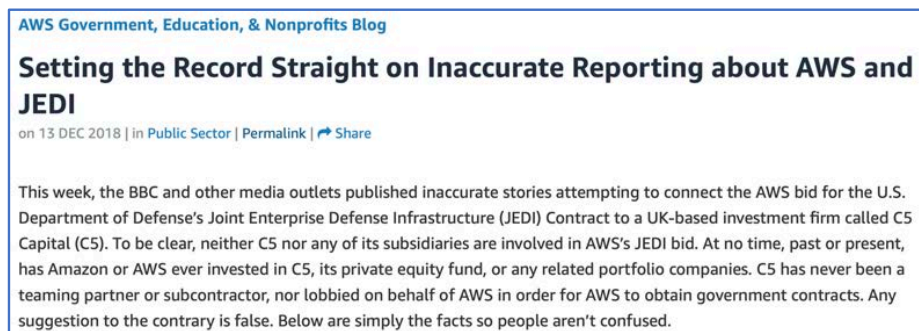 AWS Government, Education, & Nonprofits Blog
Setting the Record Straight on Inaccurate Reporting about AWS and
JEDI
on 13 DEC 2018 | in Public Sector | Permalink | Share
This week, the BBC and other media outlets published inaccurate stories attempting to connect the AWS bid for the U.S.
Department of Defense’s Joint Enterprise Defense Infrastructure (JEDI) Contract to a UK-based investment firm called C5
Capital (C5). To be clear, neither C5 nor any of its subsidiaries are involved in AWS’s JEDI bid. At no time, past or present,
has Amazon or AWS ever invested in C5, its private equity fund, or any related portfolio companies. C5 has never been a
teaming partner or subcontractor, nor lobbied on behalf of AWS in order for AWS to obtain government contracts. Any
suggestion to the contrary is false. Below are simply the facts so people aren’t confused.